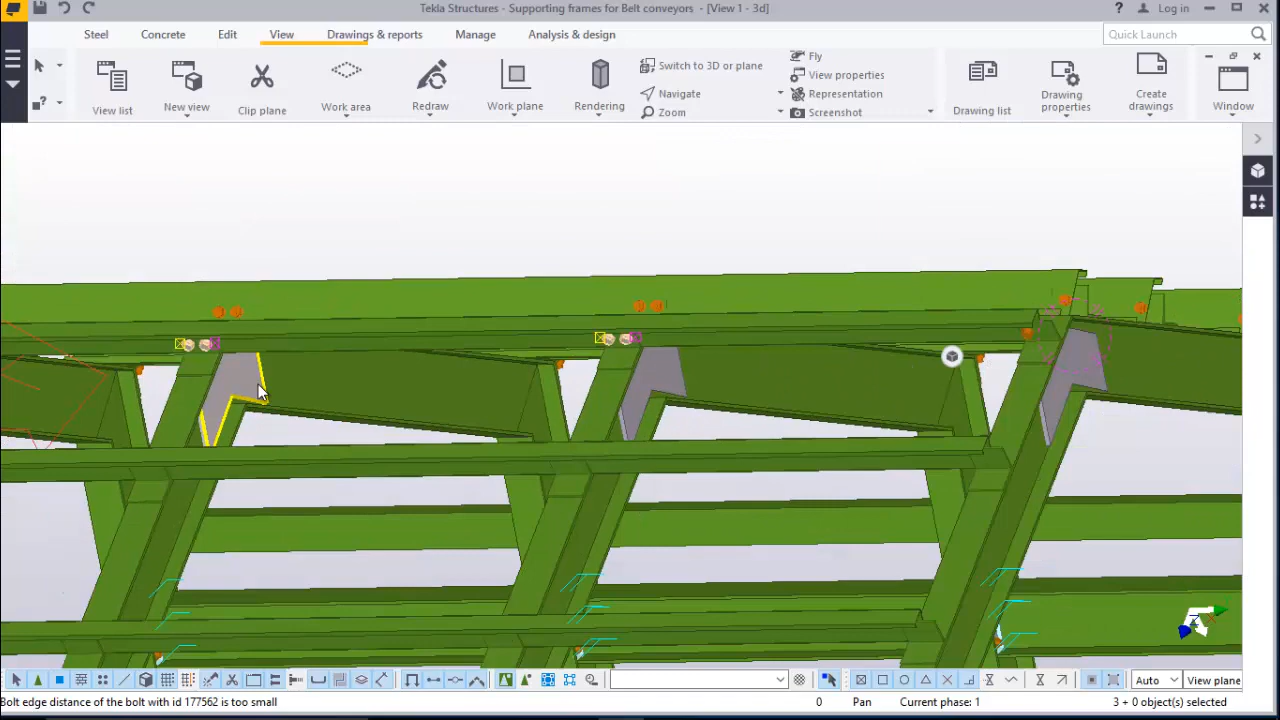 Tekla Structures - Supporting frames for Belt conveyors - [View 1 - 3d]
? Log in
Steel Concrete Edit View Drawings & reports Manage Analysis & design Quick Launch
View list
New view
Clip plane
Work area
Redraw
Work plane
Rendering
Switch to 3D or plane
Navigate
Zoom
Fly
View properties
Representation
Screenshot
Drawing list
Drawing properties
Create drawings
Window
Auto View plane
Bolt edge distance of the bolt with id 177562 is too small 0 Pan Current phase: 1 3 + 0 object(s) selected